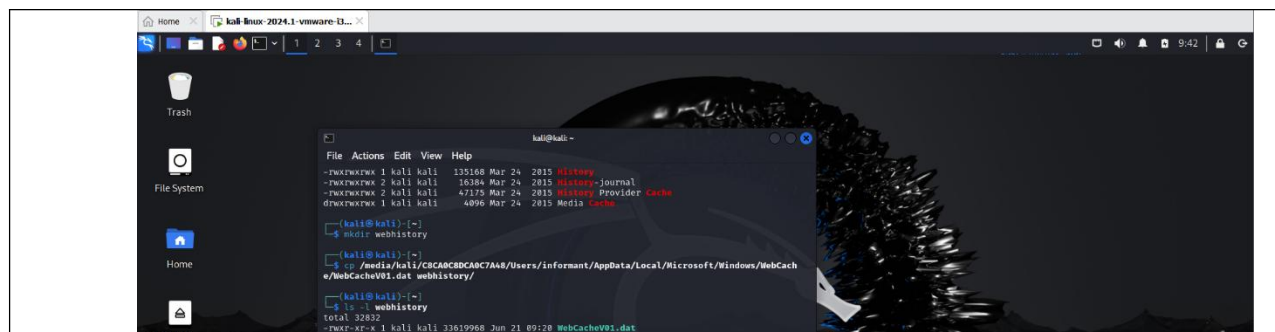 Home
kali-linux-2024.1-vmware-i3...
1 2 3 4
9:42
Trash
File System
Home
kali@kali: ~
File Actions Edit View Help
-rwxrwxrwx 1 kali kali 135168 Mar 24 2015 History
-rwxrwxrwx 2 kali kali 16384 Mar 24 2015 History-journal
-rwxrwxrwx 2 kali kali 47175 Mar 24 2015 History Provider Cache
drwxrwxrwx 1 kali kali 4096 Mar 24 2015 Media Cache
(kali㉿kali)-[~]
$ mkdir webhistory
(kali㉿kali)-[~]
$ cp /media/kali/C8CA0C8DCA0C7A48/Users/informant/AppData/Local/Microsoft/Windows/WebCach
e/WebCacheV01.dat webhistory/
(kali㉿kali)-[~]
$ ls -l webhistory
total 32832
-rwxr-xr-x 1 kali kali 33619968 Jun 21 09:20 WebCacheV01.dat